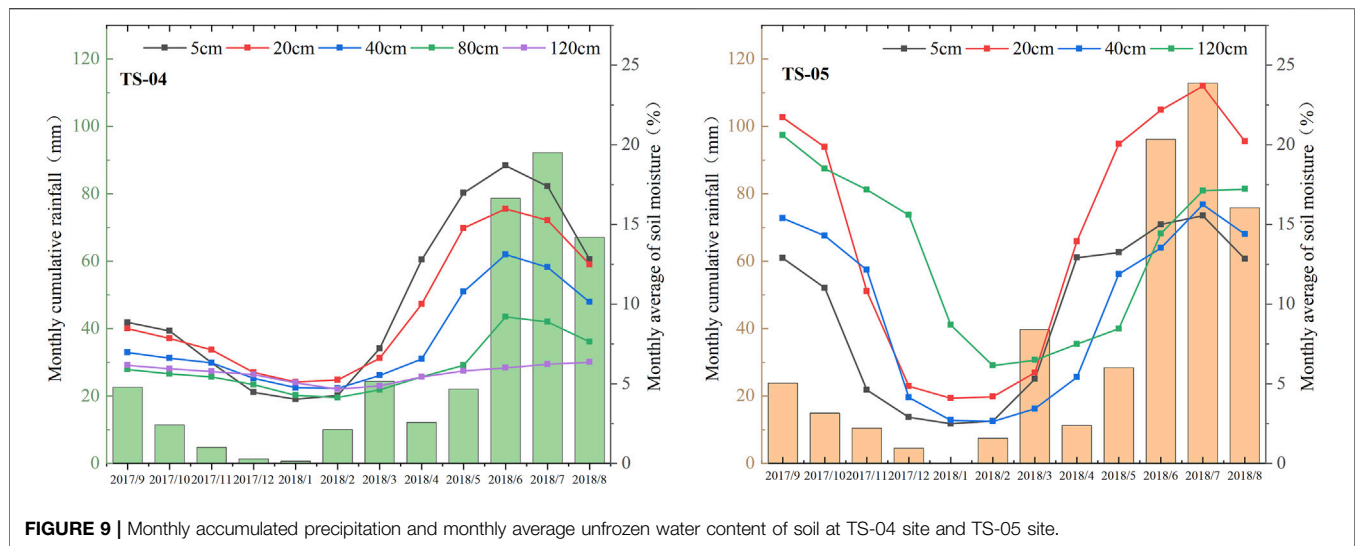 5cm 20cm 40cm 80cm 120cm
TS-04
120
100
80
60
40
20
0
Monthly cumulative rainfall（mm）
25
20
15
10
5
0
Monthly average of soil moisture（%）
2017/9 2017/10 2017/11 2017/12 2018/1 2018/2 2018/3 2018/4 2018/5 2018/6 2018/7 2018/8
5cm 20cm 40cm 120cm
TS-05
120
100
80
60
40
20
0
Monthly cumulative rainfall（mm）
25
20
15
10
5
0
Monthly average of soil moisture（%）
2017/9 2017/10 2017/11 2017/12 2018/1 2018/2 2018/3 2018/4 2018/5 2018/6 2018/7 2018/8
FIGURE 9 | Monthly accumulated precipitation and monthly average unfrozen water content of soil at TS-04 site and TS-05 site.